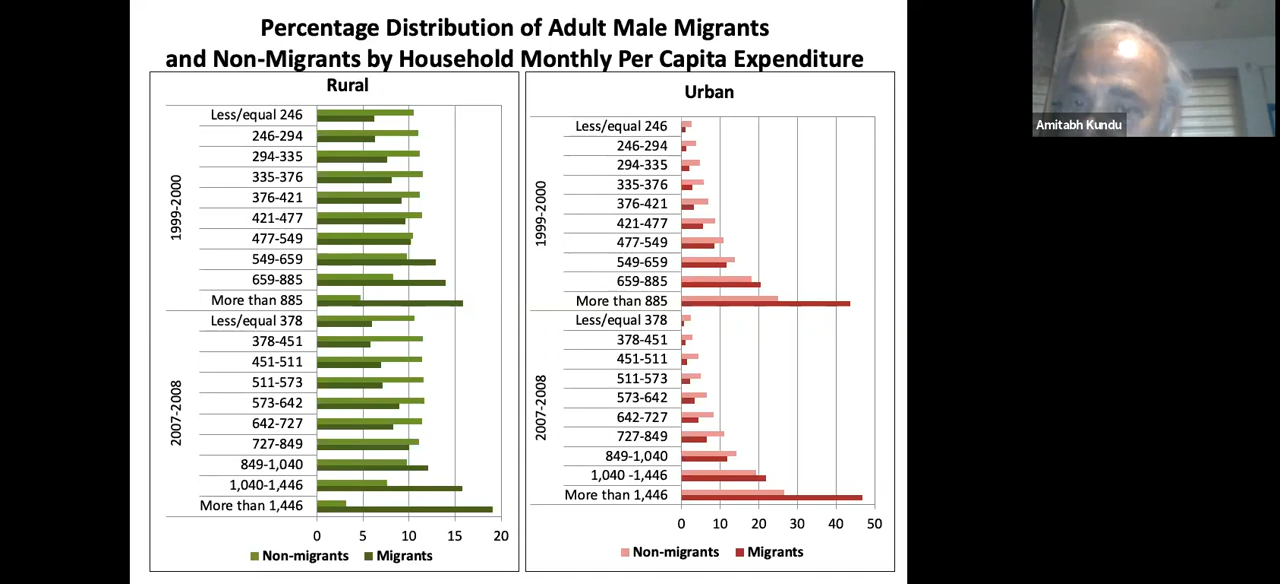 Percentage Distribution of Adult Male Migrants
and Non-Migrants by Household Monthly Per Capita Expenditure
Rural
1999-2000
Less/equal 246
246-294
294-335
335-376
376-421
421-477
477-549
549-659
659-885
More than 885
2007-2008
Less/equal 378
378-451
451-511
511-573
573-642
642-727
727-849
849-1,040
1,040-1,446
More than 1,446
0 5 10 15 20
Non-migrants Migrants
Urban
1999-2000
Less/equal 246
246-294
294-335
335-376
376-421
421-477
477-549
549-659
659-885
More than 885
2007-2008
Less/equal 378
378-451
451-511
511-573
573-642
642-727
727-849
849-1,040
1,040 -1,446
More than 1,446
0 10 20 30 40 50
Non-migrants Migrants
Amitabh Kundu